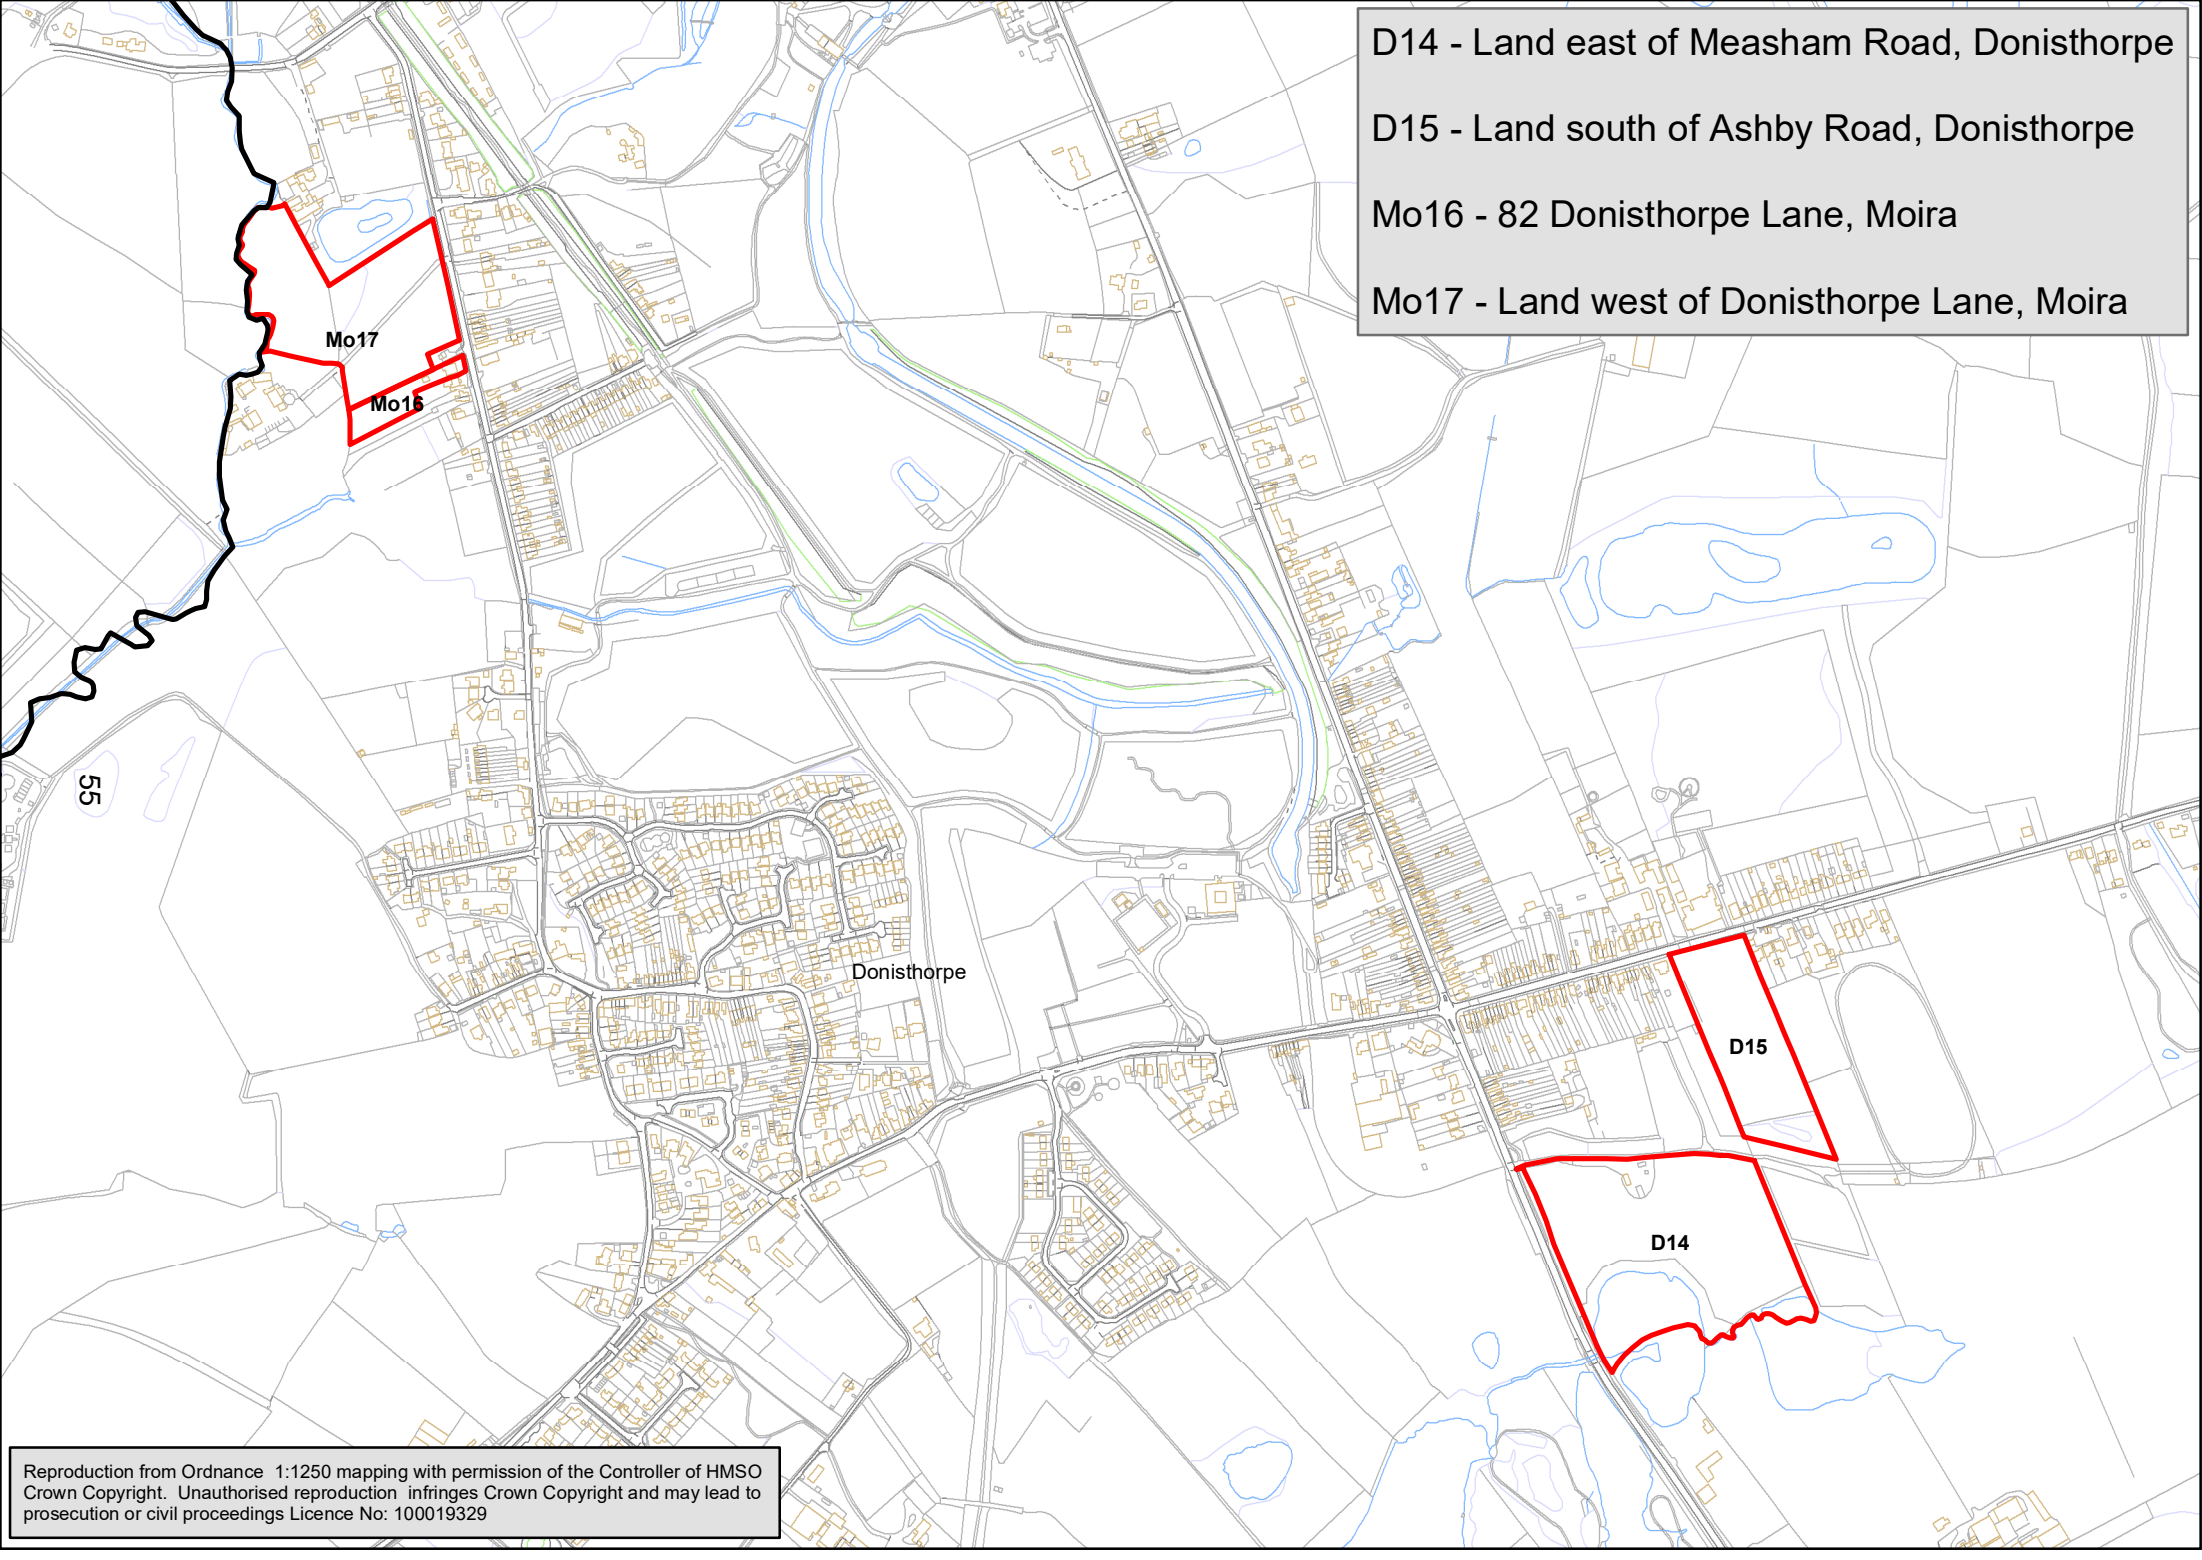 D14 - Land east of Measham Road, Donisthorpe
D15 - Land south of Ashby Road, Donisthorpe
Mo16 - 82 Donisthorpe Lane, Moira
Mo17 - Land west of Donisthorpe Lane, Moira
Mo17
Mo16
55
Donisthorpe
D15
D14
Reproduction from Ordnance 1:1250 mapping with permission of the Controller of HMSO
Crown Copyright. Unauthorised reproduction infringes Crown Copyright and may lead to
prosecution or civil proceedings Licence No: 100019329